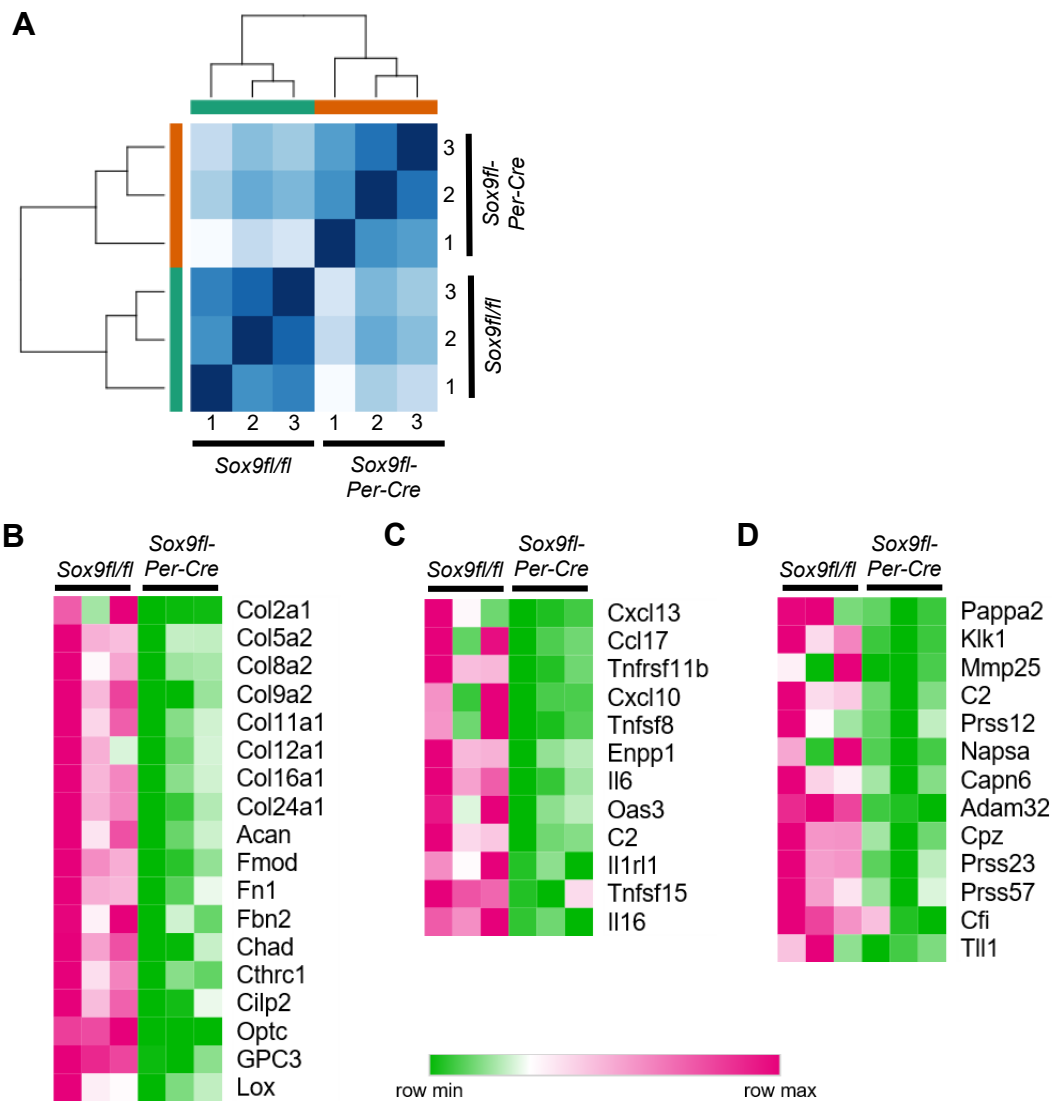 A
3
2
1
3
2
1
Sox9fl-
Per-Cre
Sox9fl/fl
1 2 3 1 2 3
Sox9fl/fl
Sox9fl-
Per-Cre
B
Sox9fl/fl
Sox9fl-
Per-Cre
Col2a1
Col5a2
Col8a2
Col9a2
Col11a1
Col12a1
Col16a1
Col24a1
Acan
Fmod
Fn1
Fbn2
Chad
Cthrc1
Cilp2
Optc
GPC3
Lox
C
Sox9fl/fl
Sox9fl-
Per-Cre
Cxcl13
Ccl17
Tnfrsf11b
Cxcl10
Tnfsf8
Enpp1
Il6
Oas3
C2
Il1rl1
Tnfsf15
Il16
D
Sox9fl/fl
Sox9fl-
Per-Cre
Pappa2
Klk1
Mmp25
C2
Prss12
Napsa
Capn6
Adam32
Cpz
Prss23
Prss57
Cfi
Tll1
row min
row max